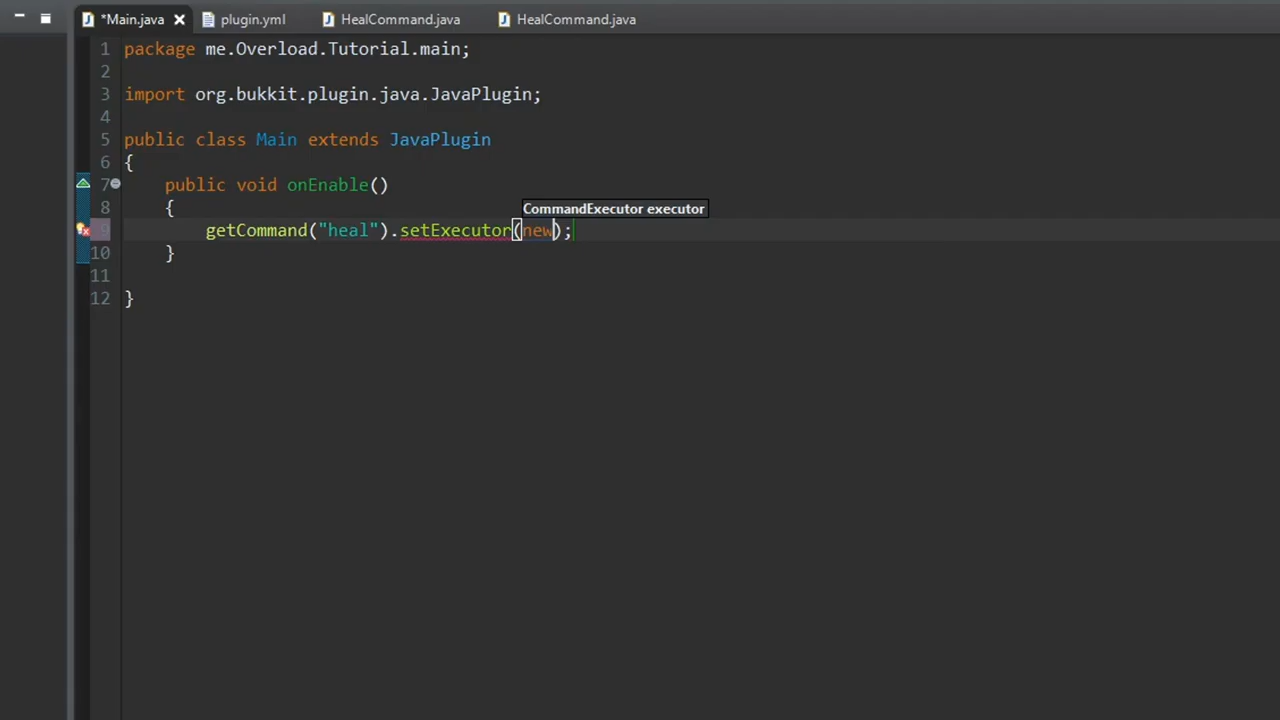 *Main.java plugin.yml HealCommand.java HealCommand.java
1 package me.Overload.Tutorial.main;
2
3 import org.bukkit.plugin.java.JavaPlugin;
4
5 public class Main extends JavaPlugin
6 {
7 public void onEnable()
8 {
CommandExecutor executor
9 getCommand("heal").setExecutor(new);
10 }
11
12 }